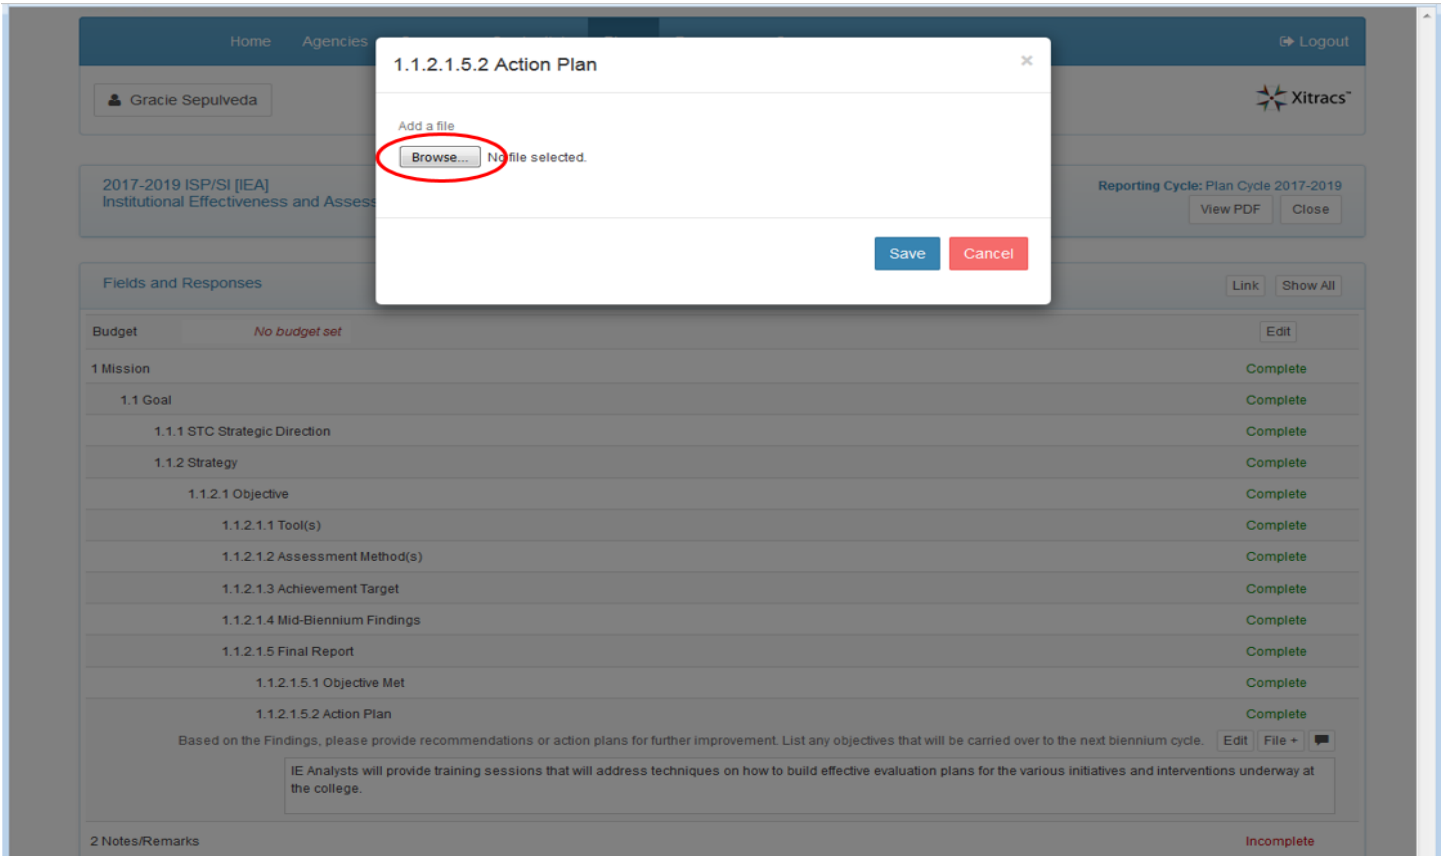 Home Agencies
Logout
1.1.2.1.5.2 Action Plan
×
Gracie Sepulveda
Xitracs™
Add a file
Browse... No file selected.
2017-2019 ISP/SI [IEA]
Institutional Effectiveness and Assess
Reporting Cycle: Plan Cycle 2017-2019
View PDF Close
Save Cancel
Fields and Responses
Link Show All
Budget No budget set Edit
1 Mission Complete
1.1 Goal Complete
1.1.1 STC Strategic Direction Complete
1.1.2 Strategy Complete
1.1.2.1 Objective Complete
1.1.2.1.1 Tool(s) Complete
1.1.2.1.2 Assessment Method(s) Complete
1.1.2.1.3 Achievement Target Complete
1.1.2.1.4 Mid-Biennium Findings Complete
1.1.2.1.5 Final Report Complete
1.1.2.1.5.1 Objective Met Complete
1.1.2.1.5.2 Action Plan Complete
Based on the Findings, please provide recommendations or action plans for further improvement. List any objectives that will be carried over to the next biennium cycle. Edit File +
IE Analysts will provide training sessions that will address techniques on how to build effective evaluation plans for the various initiatives and interventions underway at
the college.
2 Notes/Remarks Incomplete